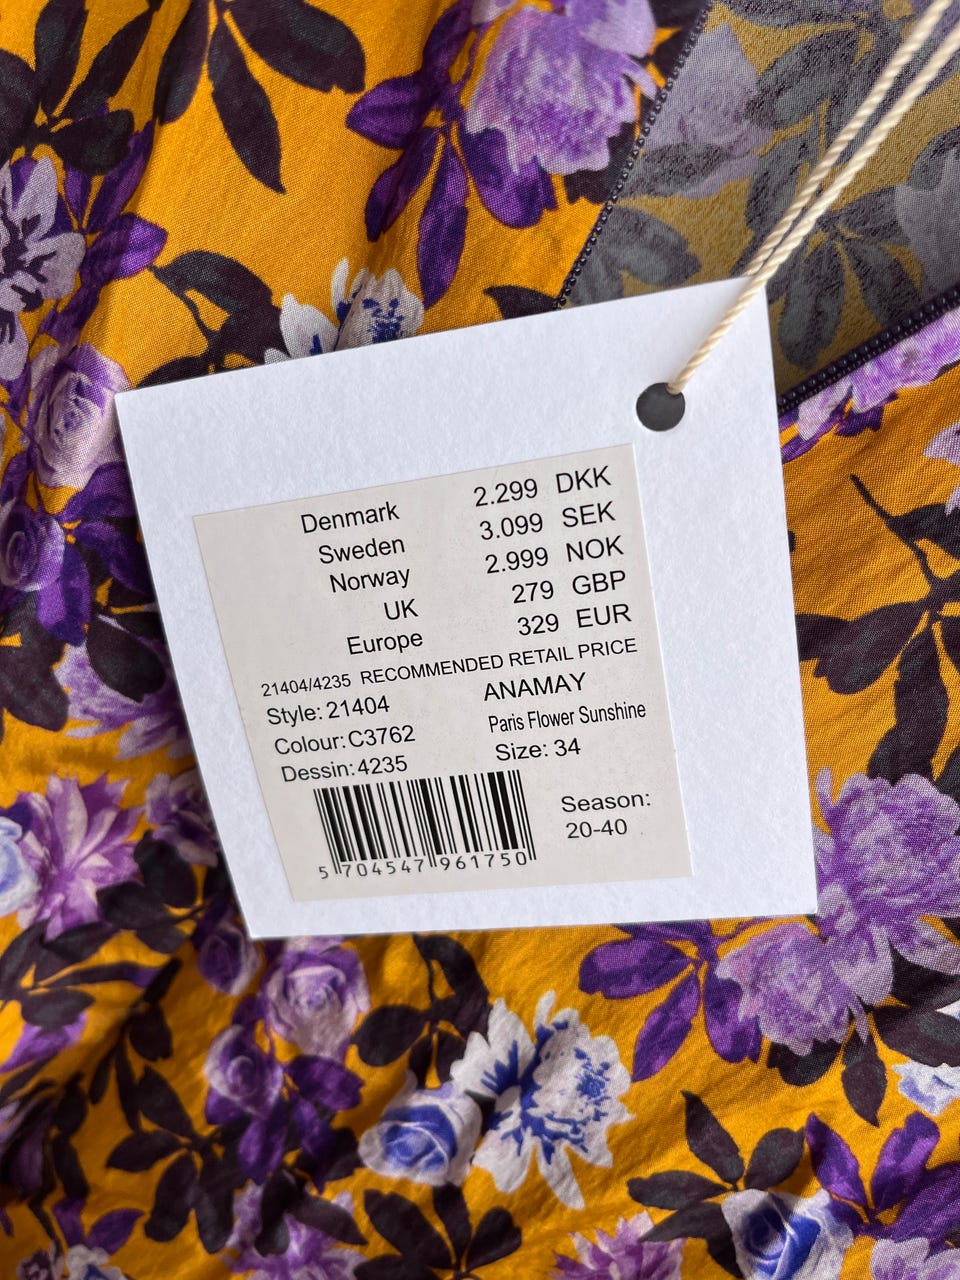 Denmark 2.299 DKK
Sweden 3.099 SEK
Norway 2.999 NOK
UK 279 GBP
Europe 329 EUR
21404/4235 RECOMMENDED RETAIL PRICE
Style: 21404 ANAMAY
Colour: C3762 Paris Flower Sunshine
Dessin: 4235 Size: 34
Season:
20-40
5 704547 961750